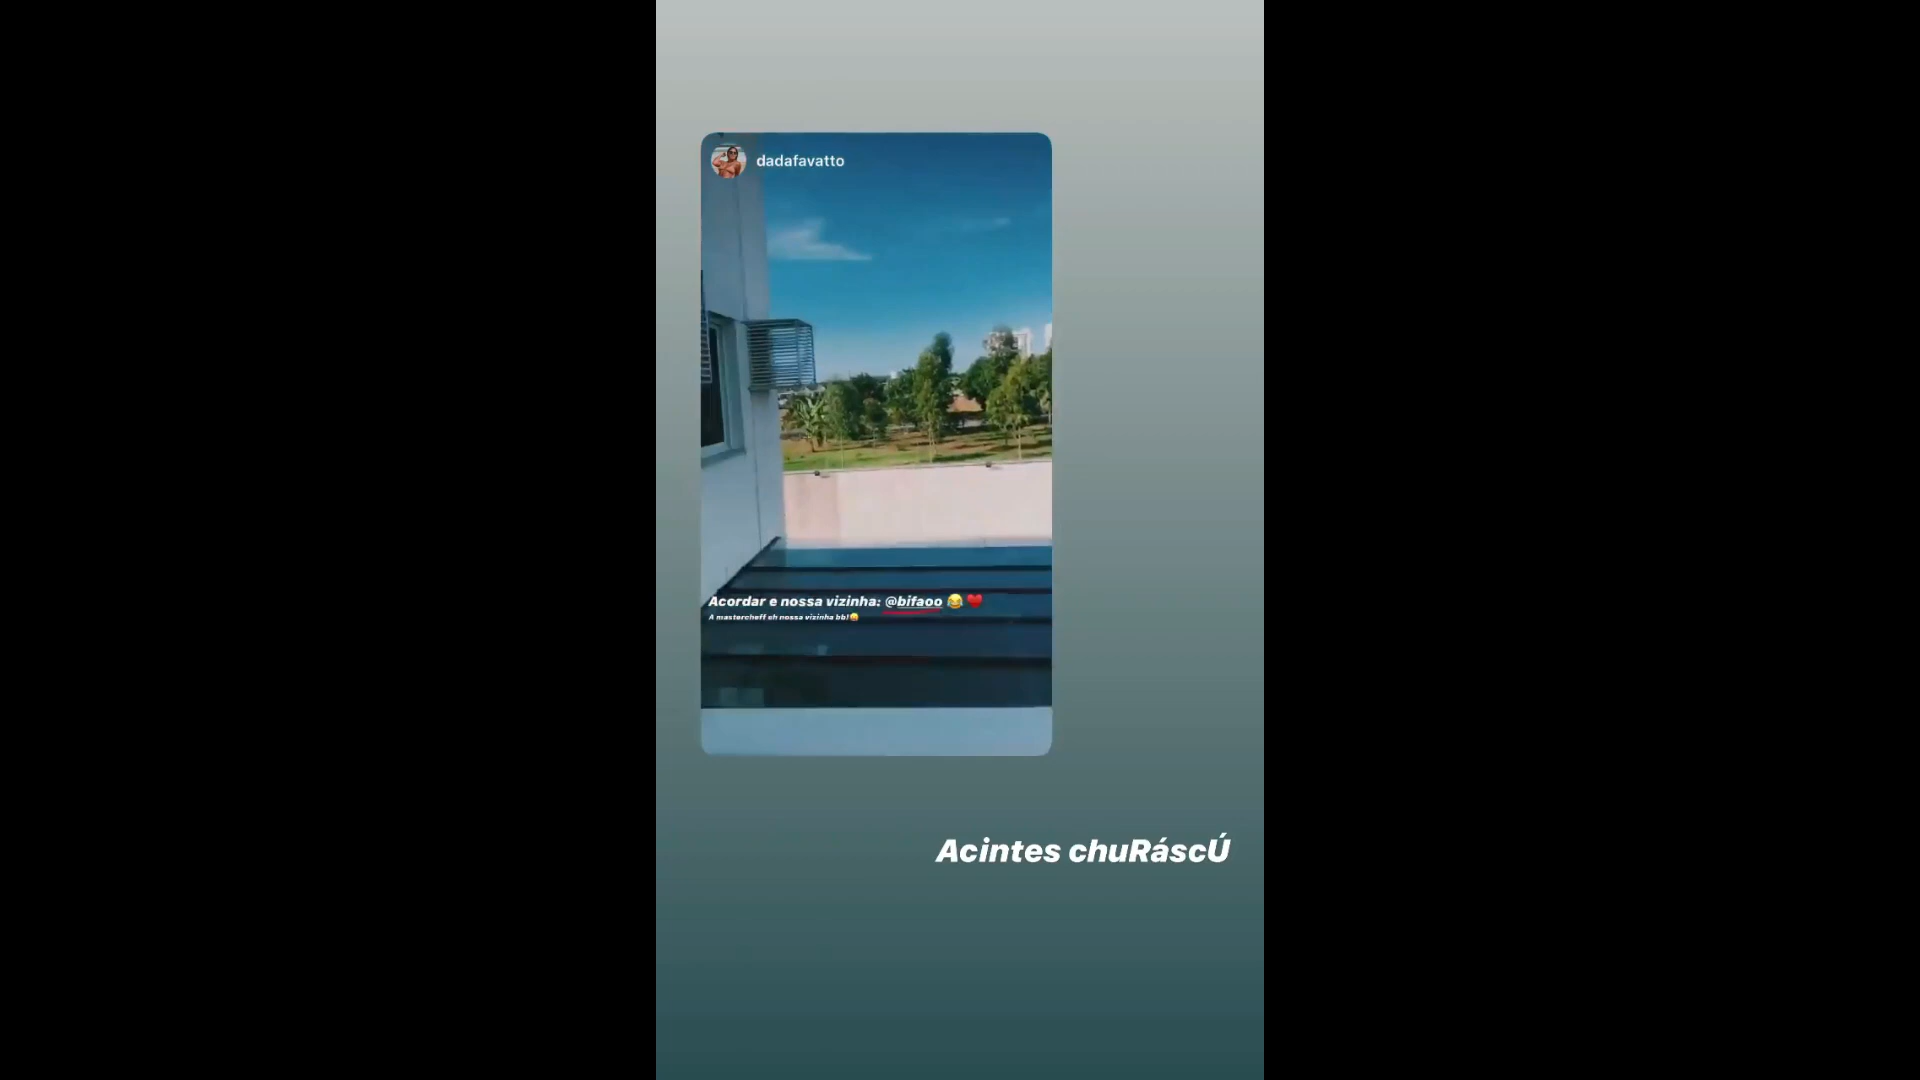 dadafavatto
Acordar e nossa vizinha: @bifaoo 😂❤️
A mastercheff eh nossa vizinha bb!😄
Acintes chuRáscÚ